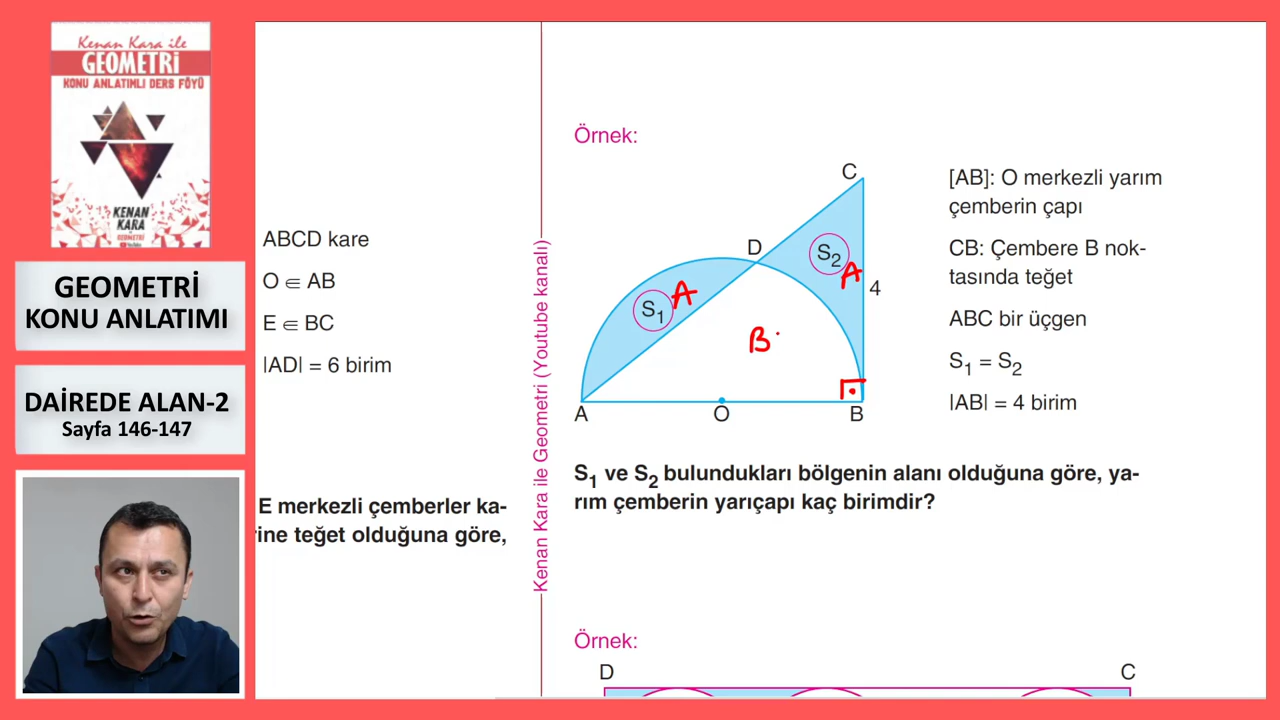 Kenan Kara ile
GEOMETRİ
KONU ANLATIMLI DERS FÖYÜ
KENAN
KARA
GEOMETRİ KONU ANLATIMI
DAİREDE ALAN-2
Sayfa 146-147
ABCD kare
O ∈ AB
E ∈ BC
|AD| = 6 birim
E merkezli çemberler ka-
rine teğet olduğuna göre,
Kenan Kara ile Geometri (Youtube kanalı)
Örnek:
C
D
S2
A
4
S1
A
B
A
O
B
[AB]: O merkezli yarım
çemberin çapı
CB: Çembere B nok-
tasında teğet
ABC bir üçgen
S1 = S2
|AB| = 4 birim
S1 ve S2 bulundukları bölgenin alanı olduğuna göre, ya-
rım çemberin yarıçapı kaç birimdir?
Örnek:
D
C